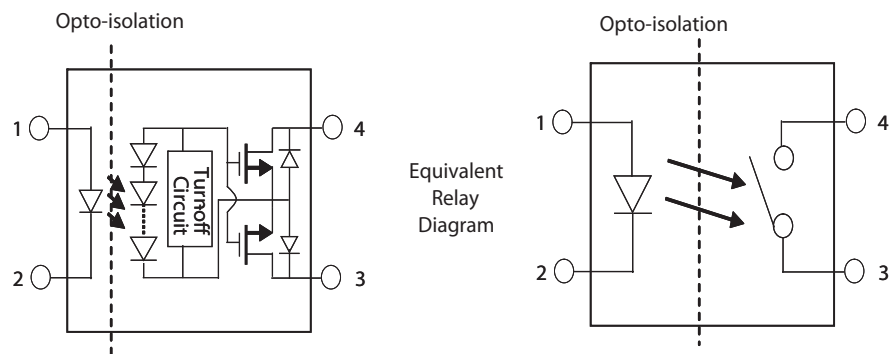 Opto-isolation
1
2
Turnoff
Circuit
4
3
Equivalent
Relay
Diagram
Opto-isolation
1
2
4
3